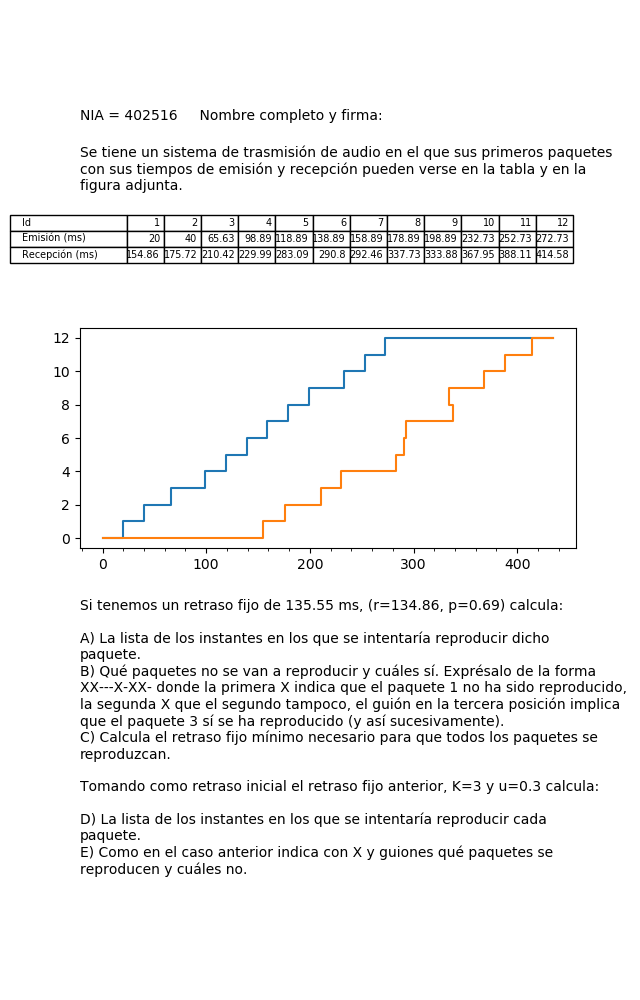 NIA = 402516 Nombre completo y firma:
Se tiene un sistema de trasmisión de audio en el que sus primeros paquetes
con sus tiempos de emisión y recepción pueden verse en la tabla y en la
figura adjunta.
Id 1 2 3 4 5 6 7 8 9 10 11 12
Emisión (ms) 20 40 65.63 98.89 118.89 138.89 158.89 178.89 198.89 232.73 252.73 272.73
Recepción (ms) 154.86 175.72 210.42 229.99 283.09 290.8 292.46 337.73 333.88 367.95 388.11 414.58
12
10
8
6
4
2
0
0 100 200 300 400
Si tenemos un retraso fijo de 135.55 ms, (r=134.86, p=0.69) calcula:
A) La lista de los instantes en los que se intentaría reproducir dicho
paquete.
B) Qué paquetes no se van a reproducir y cuáles sí. Exprésalo de la forma
XX---X-XX- donde la primera X indica que el paquete 1 no ha sido reproducido,
la segunda X que el segundo tampoco, el guión en la tercera posición implica
que el paquete 3 sí se ha reproducido (y así sucesivamente).
C) Calcula el retraso fijo mínimo necesario para que todos los paquetes se
reproduzcan.
Tomando como retraso inicial el retraso fijo anterior, K=3 y u=0.3 calcula:
D) La lista de los instantes en los que se intentaría reproducir cada
paquete.
E) Como en el caso anterior indica con X y guiones qué paquetes se
reproducen y cuáles no.